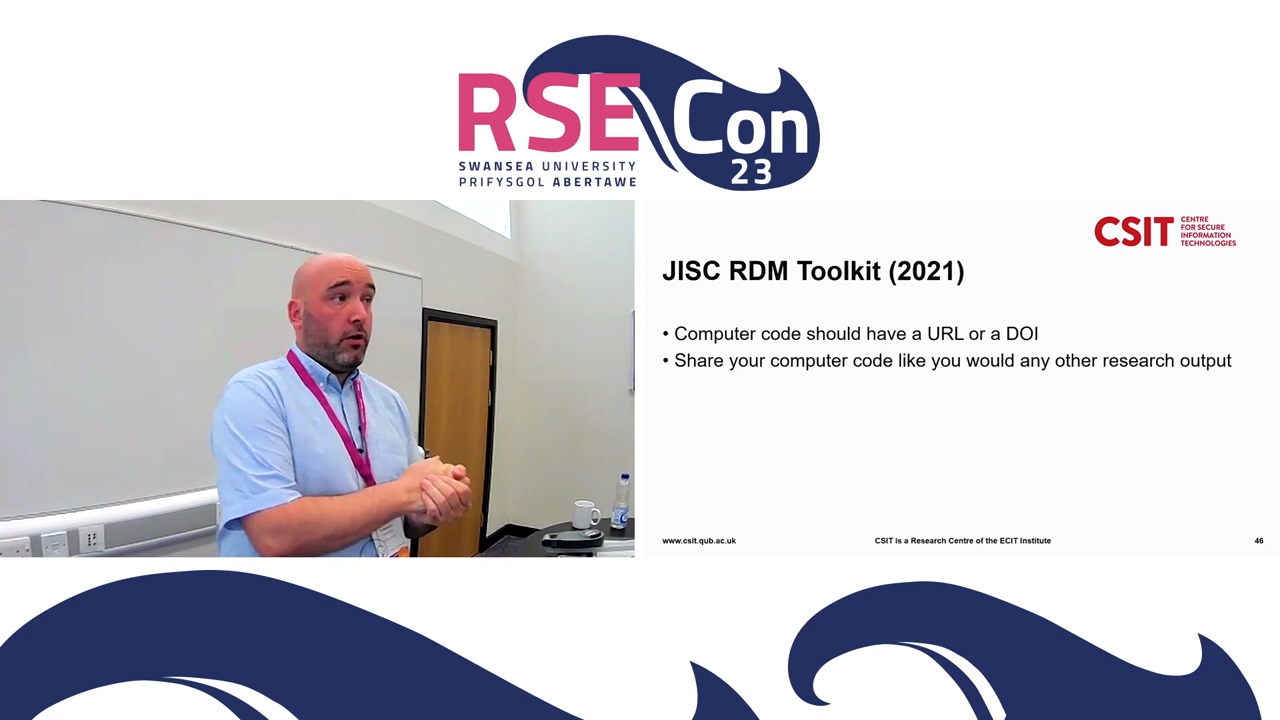 RSE Con
23
SWANSEA UNIVERSITY
PRIFYSGOL ABERTAWE
CSIT CENTRE
FOR SECURE
INFORMATION
TECHNOLOGIES
JISC RDM Toolkit (2021)
• Computer code should have a URL or a DOI
• Share your computer code like you would any other research output
www.csit.qub.ac.uk CSIT is a Research Centre of the ECIT Institute 46